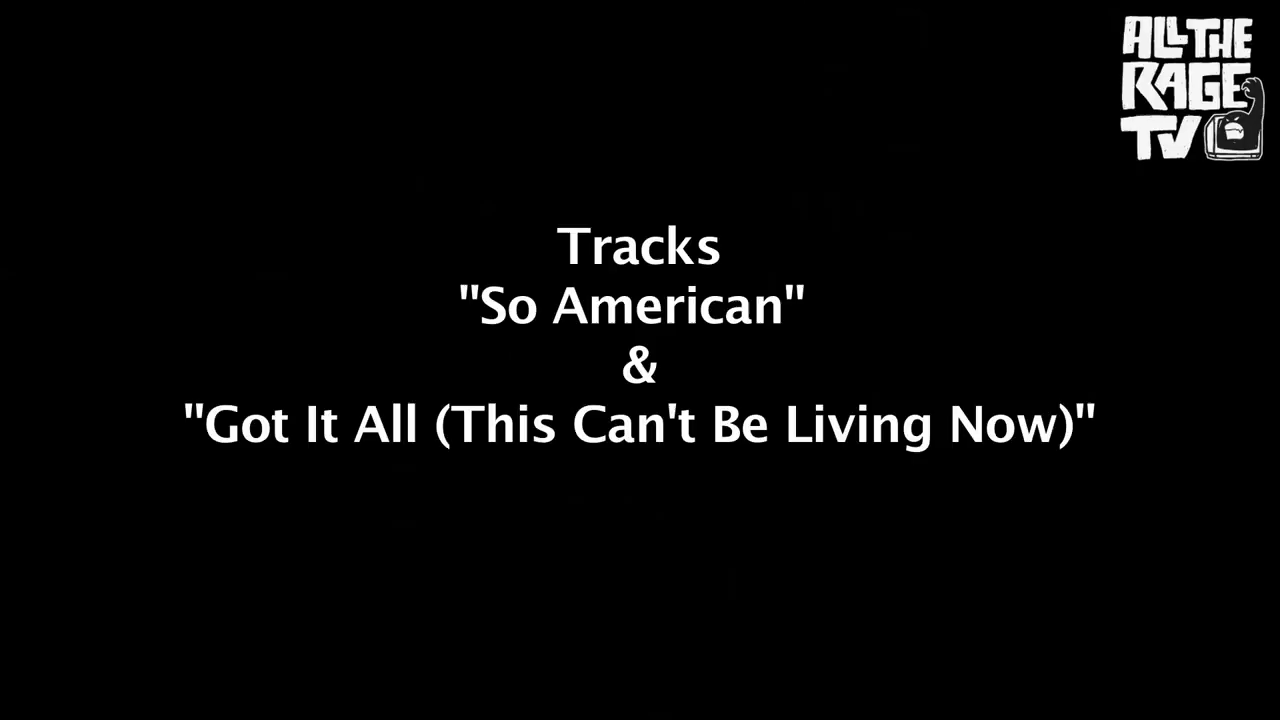 ALL THE
RAGE
TV
Tracks
"So American"
&
"Got It All (This Can't Be Living Now)"